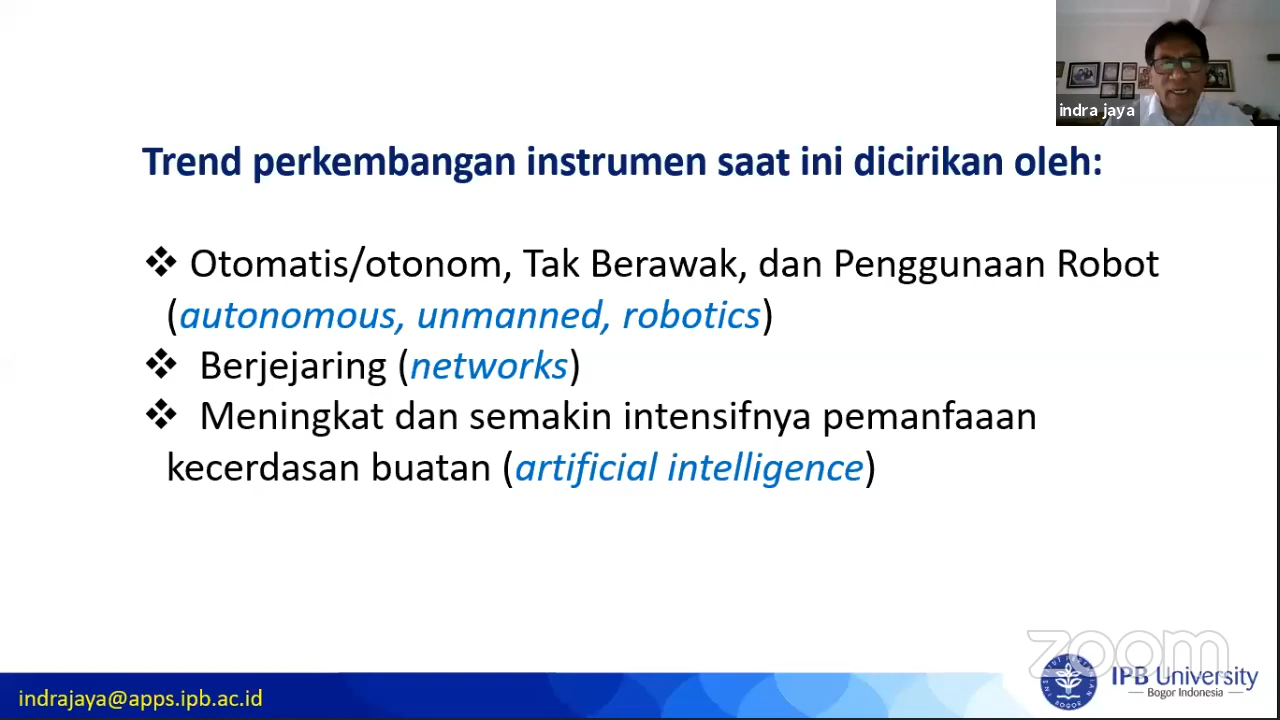 indra jaya
Trend perkembangan instrumen saat ini dicirikan oleh:
❖ Otomatis/otonom, Tak Berawak, dan Penggunaan Robot
(autonomous, unmanned, robotics)
❖ Berjejaring (networks)
❖ Meningkat dan semakin intensifnya pemanfaaan
kecerdasan buatan (artificial intelligence)
zoom
indrajaya@apps.ipb.ac.id
IPB University
Bogor Indonesia